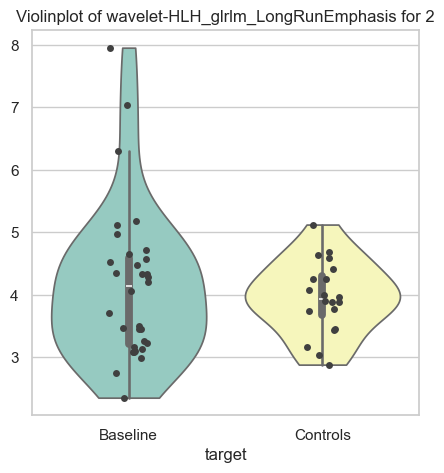 Violinplot of wavelet-HLH_glrlm_LongRunEmphasis for 2
8
7
6
5
4
3
Baseline Controls
target